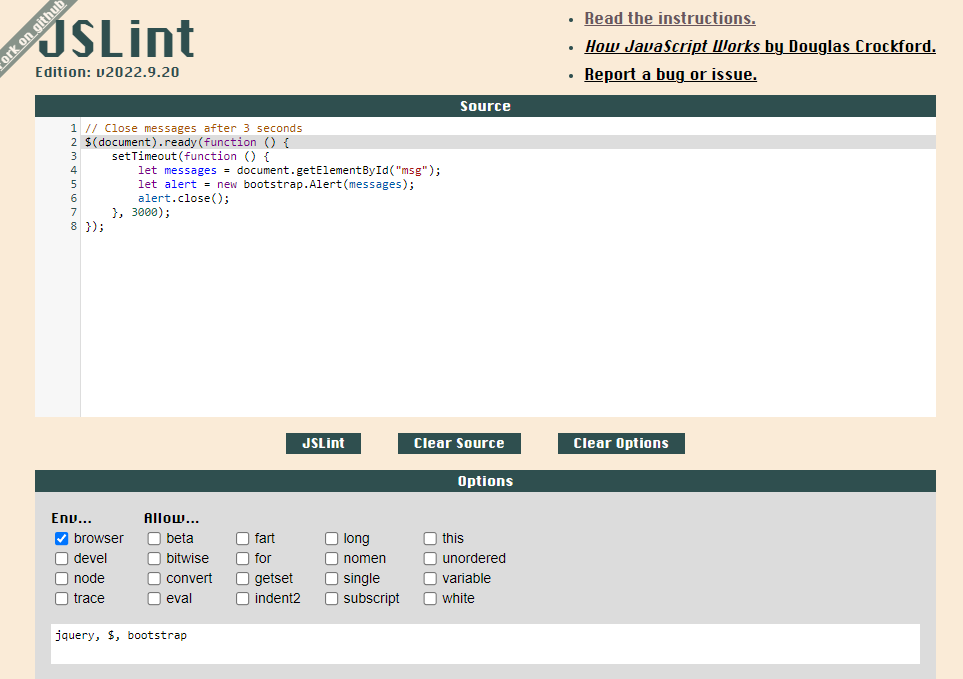 ork on github
JSLint
Edition: v2022.9.20
Read the instructions.
How JavaScript Works by Douglas Crockford.
Report a bug or issue.
Source
1 // Close messages after 3 seconds
2 $(document).ready(function () {
3     setTimeout(function () {
4         let messages = document.getElementById("msg");
5         let alert = new bootstrap.Alert(messages);
6         alert.close();
7     }, 3000);
8 });
JSLint Clear Source Clear Options
Options
Env... Allow...
browser beta fart long this
devel bitwise for nomen unordered
node convert getset single variable
trace eval indent2 subscript white
jquery, $, bootstrap